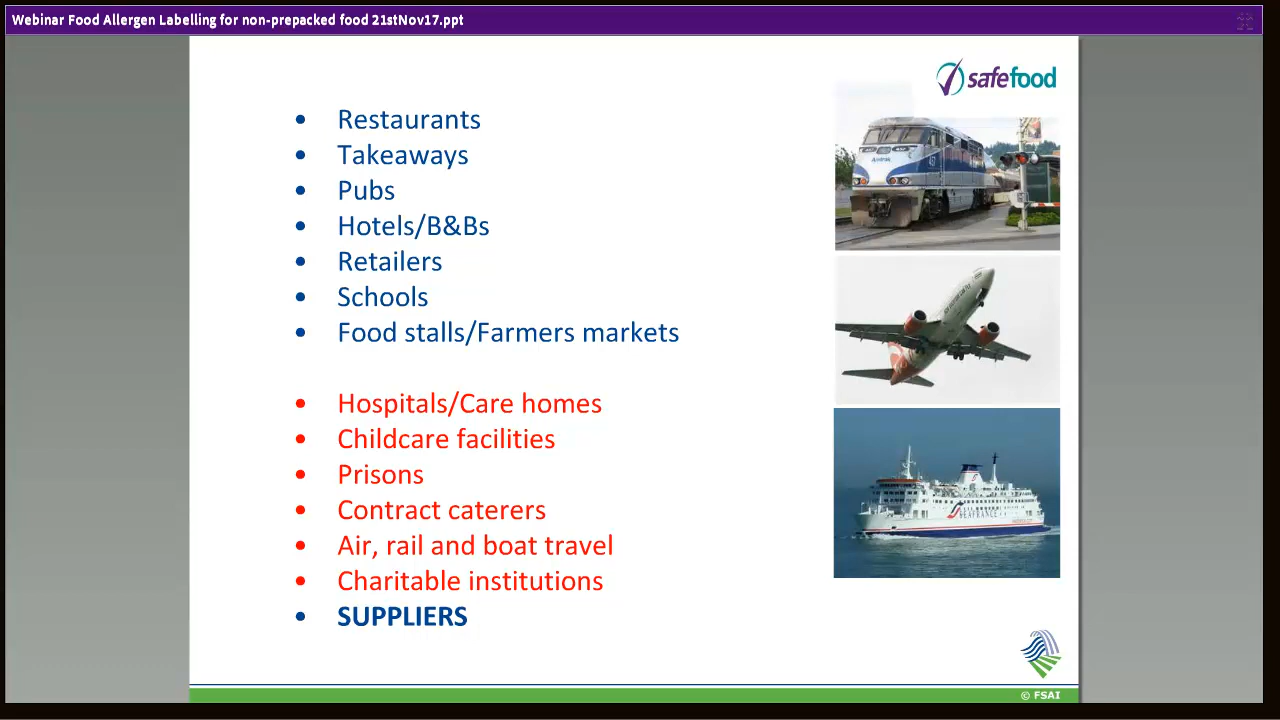 Webinar Food Allergen Labelling for non-prepacked food 21stNov17.ppt
safefood
• Restaurants
• Takeaways
• Pubs
• Hotels/B&Bs
• Retailers
• Schools
• Food stalls/Farmers markets
• Hospitals/Care homes
• Childcare facilities
• Prisons
• Contract caterers
• Air, rail and boat travel
• Charitable institutions
• SUPPLIERS
Amtrak
SEAFRANCE
© FSAI